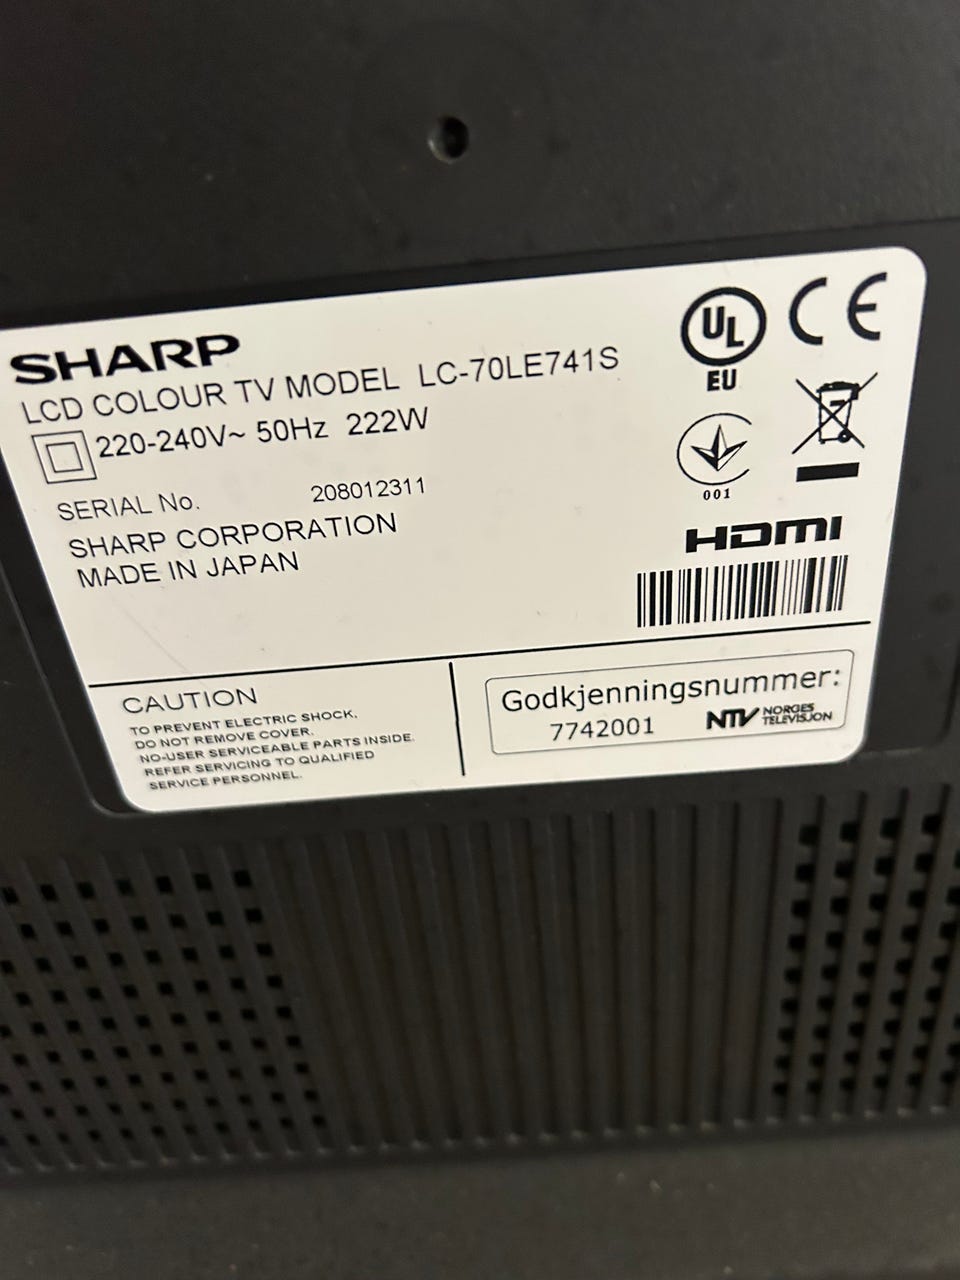 SHARP
LCD COLOUR TV MODEL LC-70LE741S
220-240V~ 50Hz 222W
SERIAL No. 208012311
SHARP CORPORATION
MADE IN JAPAN
UL
EU
CE
001
HDMI
CAUTION
TO PREVENT ELECTRIC SHOCK,
DO NOT REMOVE COVER.
NO-USER SERVICEABLE PARTS INSIDE.
REFER SERVICING TO QUALIFIED
SERVICE PERSONNEL.
Godkjenningsnummer:
7742001
NTV NORGES
TELEVISJON